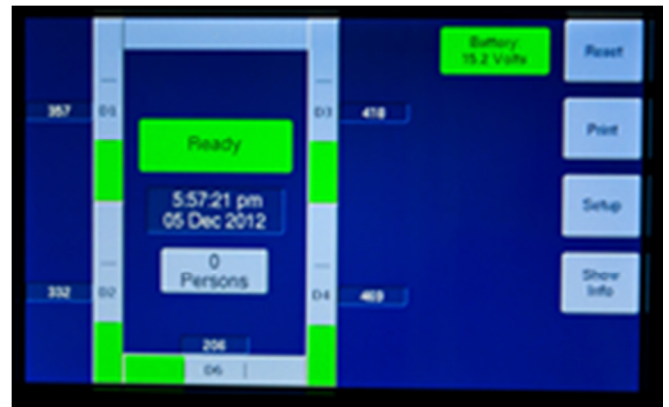 Battery:
15.2 Volts
Reset
357
D1
D3
418
Print
Ready
5:57:21 pm
05 Dec 2012
Setup
0
Persons
Show
Info
332
D2
D4
469
206
D5